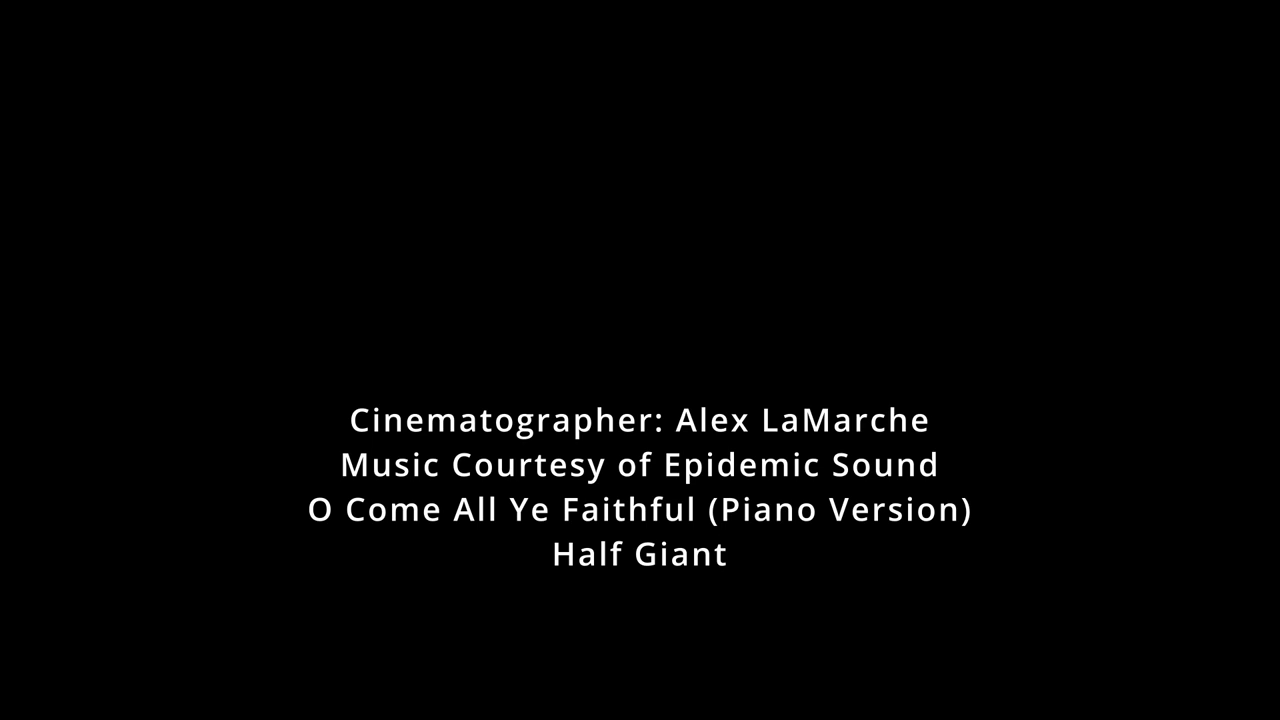 Cinematographer: Alex LaMarche
Music Courtesy of Epidemic Sound
O Come All Ye Faithful (Piano Version)
Half Giant